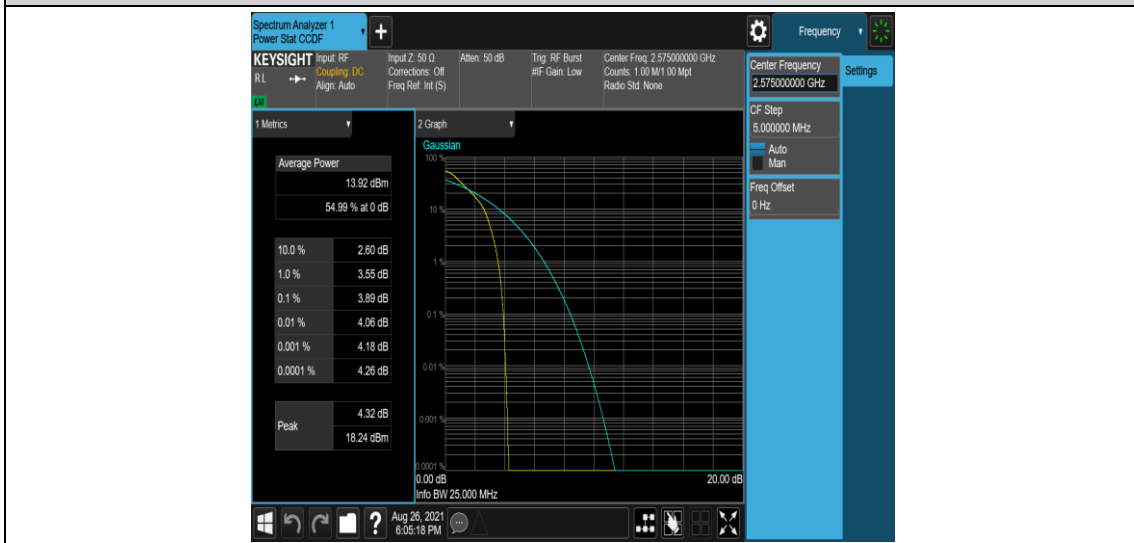 Spectrum Analyzer 1
Power Stat CCDF
+
Frequency
KEYSIGHT
RL
Input: RF
Coupling: DC
Align: Auto
Input Z: 50 Ω
Corrections: Off
Freq Ref: Int (S)
Atten: 50 dB
Trig: RF Burst
#IF Gain: Low
Center Freq: 2.575000000 GHz
Counts: 1.00 M/1.00 Mpt
Radio Std: None
Center Frequency
2.575000000 GHz
Settings
CF Step
5.000000 MHz
Auto
Man
Freq Offset
0 Hz
1 Metrics
Average Power
13.92 dBm
54.99 % at 0 dB
10.0 % 2.60 dB
1.0 % 3.55 dB
0.1 % 3.89 dB
0.01 % 4.06 dB
0.001 % 4.18 dB
0.0001 % 4.26 dB
Peak
4.32 dB
18.24 dBm
2 Graph
Gaussian
100 %
10 %
1 %
0.1 %
0.01 %
0.001 %
0.0001 %
0.00 dB
20.00 dB
Info BW 25.000 MHz
?
Aug 26, 2021
6:05:18 PM